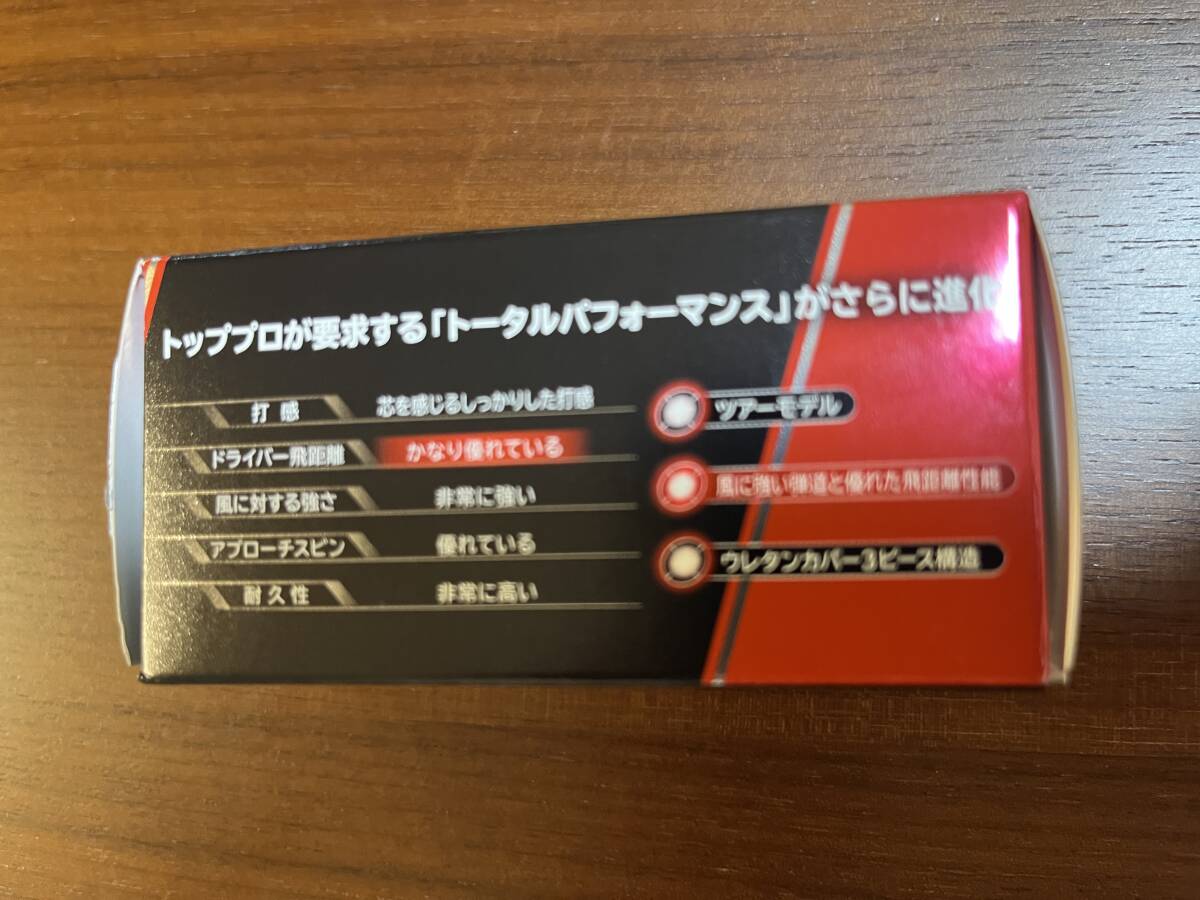 トッププロが要求する「トータルパフォーマンス」がさらに進化
打感 芯を感じるしっかりした打感
ドライバー飛距離 かなり優れている
風に対する強さ 非常に強い
アプローチスピン 優れている
耐久性 非常に高い
ツアーモデル
風に強い弾道と優れた飛距離性能
ウレタンカバー3ピース構造